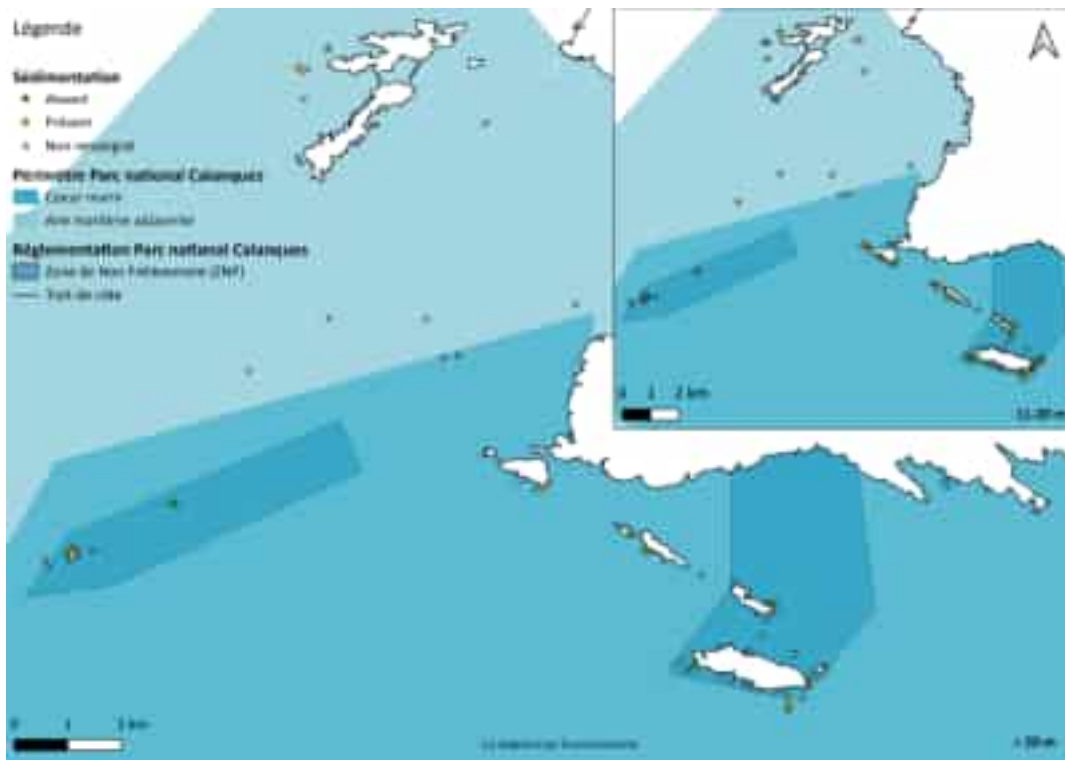 Légende
Sédimentation
Absent
Présent
Non renseigné
Périmètre Parc national Calanques
Coeur marin
Aire maritime adjacente
Réglementation Parc national Calanques
Zone de Non Prélèvement (ZNP)
Trait de côte
0 1 2 km
0 1 2 km